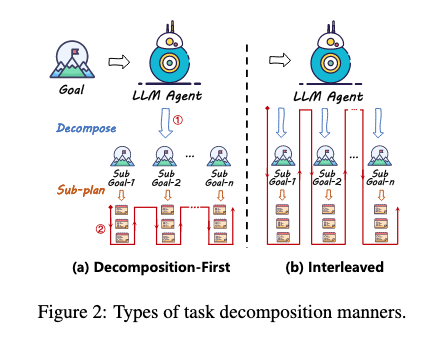 Goal
LLM Agent
①
Decompose
Sub Goal-1
Sub Goal-2
...
Sub Goal-n
Sub-plan
......
②
(a) Decomposition-First
LLM Agent
...
Sub Goal-1
Sub Goal-2
...
Sub Goal-n
(b) Interleaved
Figure 2: Types of task decomposition manners.